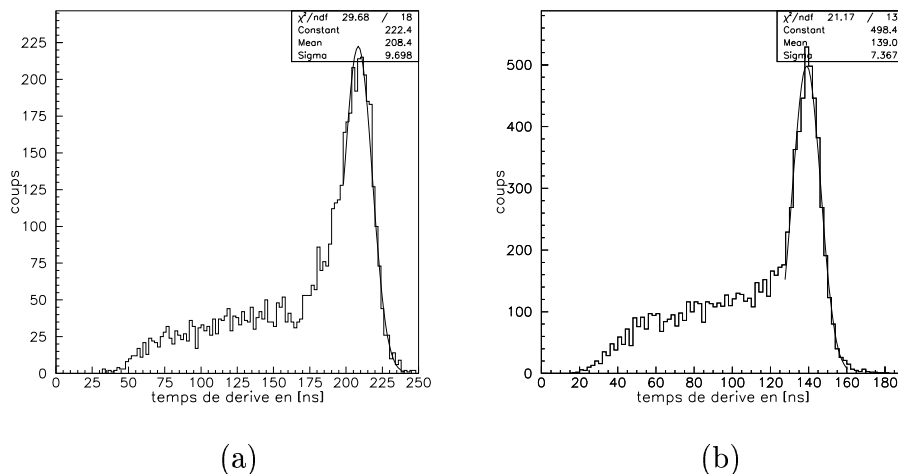 χ²/ndf 29.68 / 18
Constant 222.4
Mean 208.4
Sigma 9.698
225
200
175
150
125
100
75
50
25
0
coups
0 25 50 75 100 125 150 175 200 225 250
temps de derive en [ns]
(a)
χ²/ndf 21.17 / 13
Constant 498.4
Mean 139.0
Sigma 7.367
500
400
300
200
100
0
coups
0 20 40 60 80 100 120 140 160 180
temps de derive en [ns]
(b)